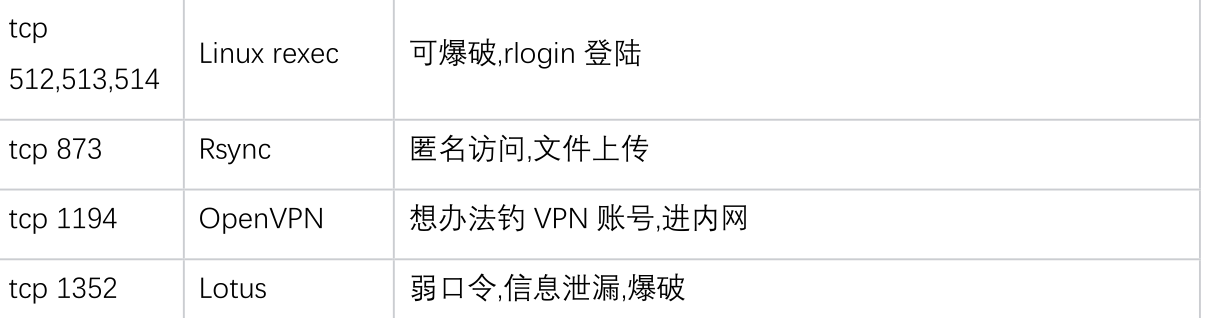 tcp
512,513,514
Linux rexec
可爆破,rlogin 登陆
tcp 873
Rsync
匿名访问,文件上传
tcp 1194
OpenVPN
想办法钓 VPN 账号,进内网
tcp 1352
Lotus
弱口令,信息泄漏,爆破